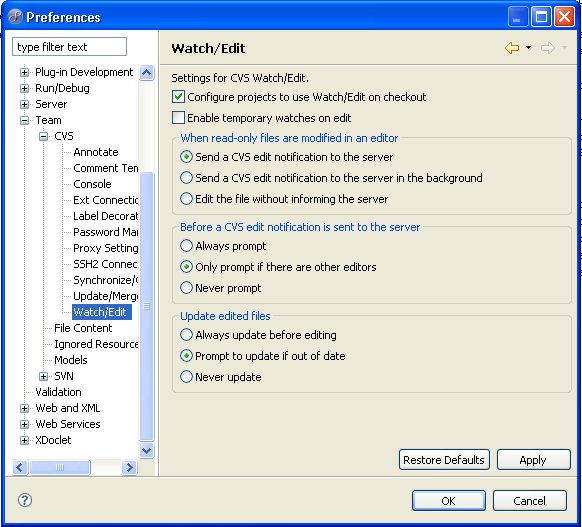 Preferences
type filter text
Plug-in Development
Run/Debug
Server
Team
CVS
Annotate
Comment Tem
Console
Ext Connectic
Label Decorat
Password Mar
Proxy Setting
SSH2 Connec
Synchronize/C
Update/Merge
Watch/Edit
File Content
Ignored Resource
Models
SVN
Validation
Web and XML
Web Services
XDoclet
Watch/Edit
Settings for CVS Watch/Edit.
Configure projects to use Watch/Edit on checkout
Enable temporary watches on edit
When read-only files are modified in an editor
Send a CVS edit notification to the server
Send a CVS edit notification to the server in the background
Edit the file without informing the server
Before a CVS edit notification is sent to the server
Always prompt
Only prompt if there are other editors
Never prompt
Update edited files
Always update before editing
Prompt to update if out of date
Never update
Restore Defaults
Apply
?
OK
Cancel